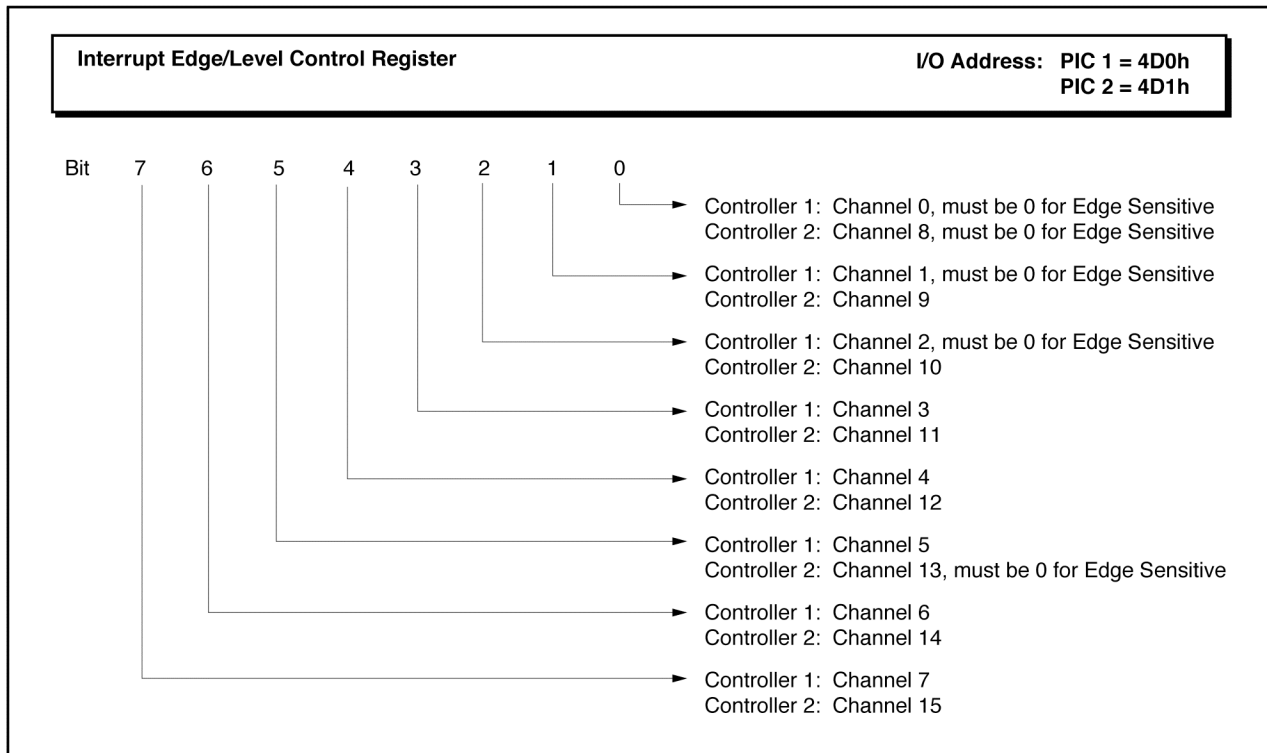 Interrupt Edge/Level Control Register
I/O Address: PIC 1 = 4D0h
PIC 2 = 4D1h
Bit 7 6 5 4 3 2 1 0
Controller 1: Channel 0, must be 0 for Edge Sensitive
Controller 2: Channel 8, must be 0 for Edge Sensitive
Controller 1: Channel 1, must be 0 for Edge Sensitive
Controller 2: Channel 9
Controller 1: Channel 2, must be 0 for Edge Sensitive
Controller 2: Channel 10
Controller 1: Channel 3
Controller 2: Channel 11
Controller 1: Channel 4
Controller 2: Channel 12
Controller 1: Channel 5
Controller 2: Channel 13, must be 0 for Edge Sensitive
Controller 1: Channel 6
Controller 2: Channel 14
Controller 1: Channel 7
Controller 2: Channel 15